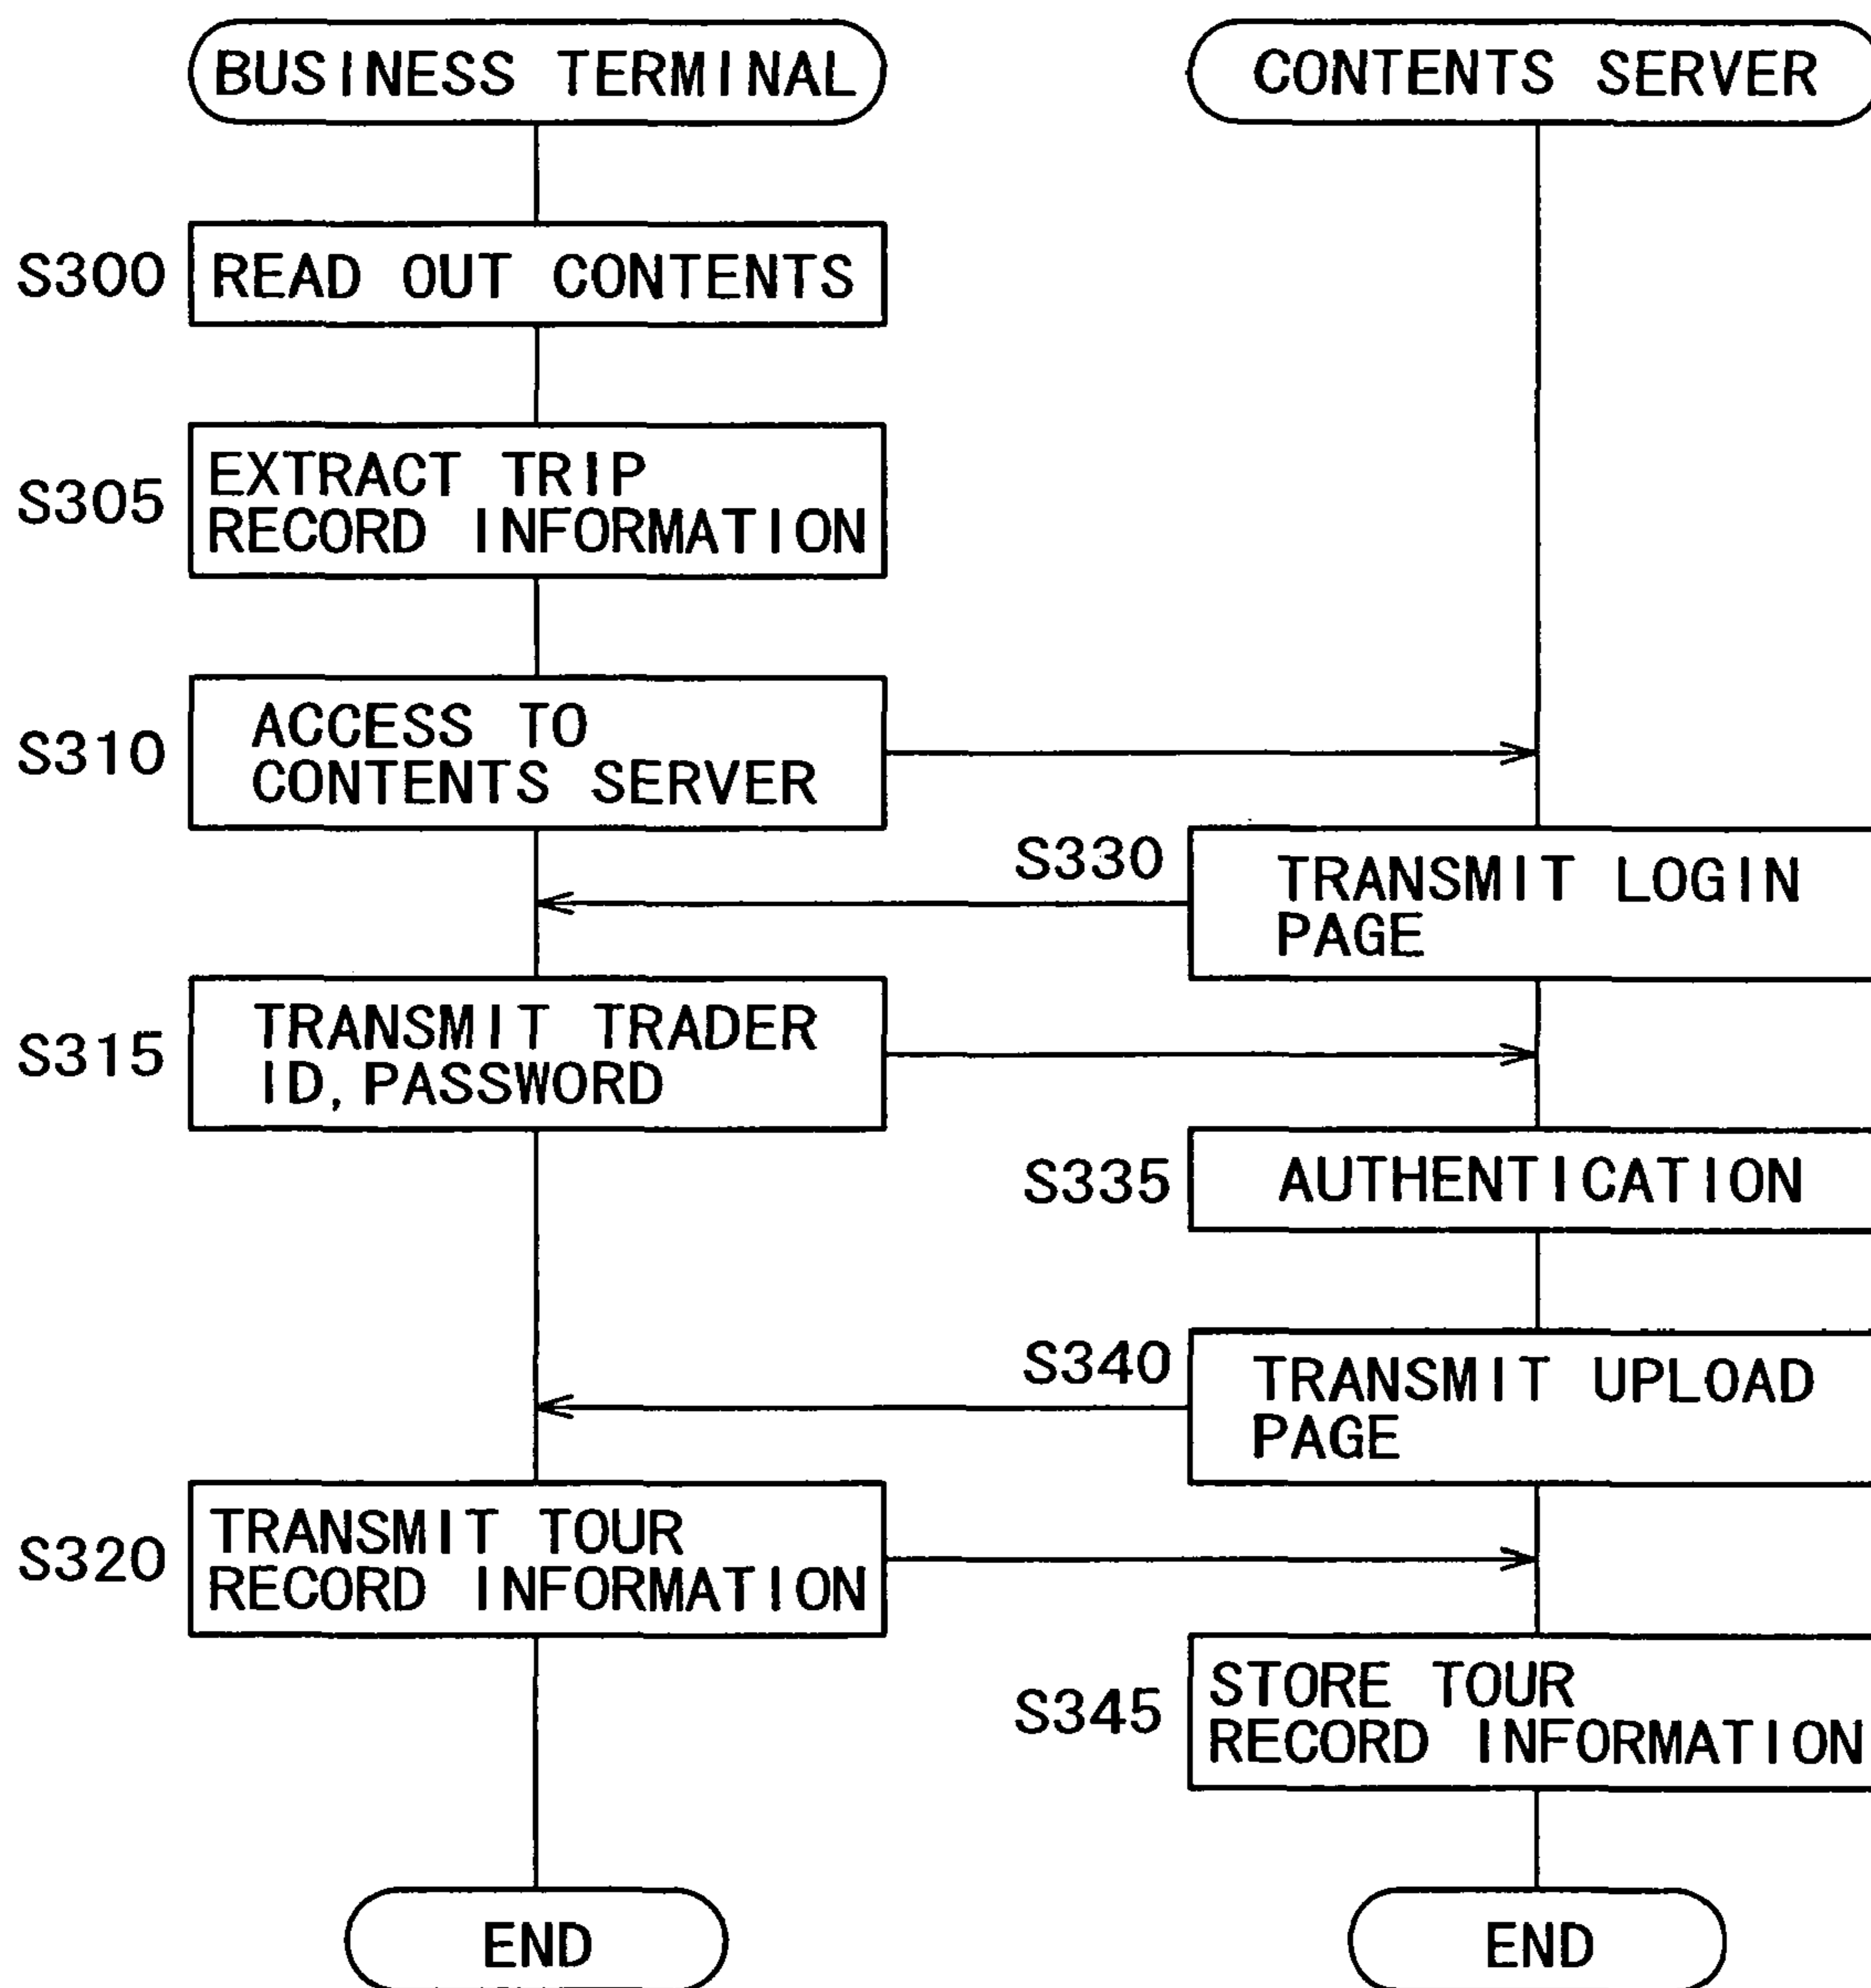 BUSINESS TERMINAL
CONTENTS SERVER
S300
READ OUT CONTENTS
S305
EXTRACT TRIP
RECORD INFORMATION
S310
ACCESS TO
CONTENTS SERVER
S330
TRANSMIT LOGIN
PAGE
S315
TRANSMIT TRADER
ID, PASSWORD
S335
AUTHENTICATION
S340
TRANSMIT UPLOAD
PAGE
S320
TRANSMIT TOUR
RECORD INFORMATION
S345
STORE TOUR
RECORD INFORMATION
END
END